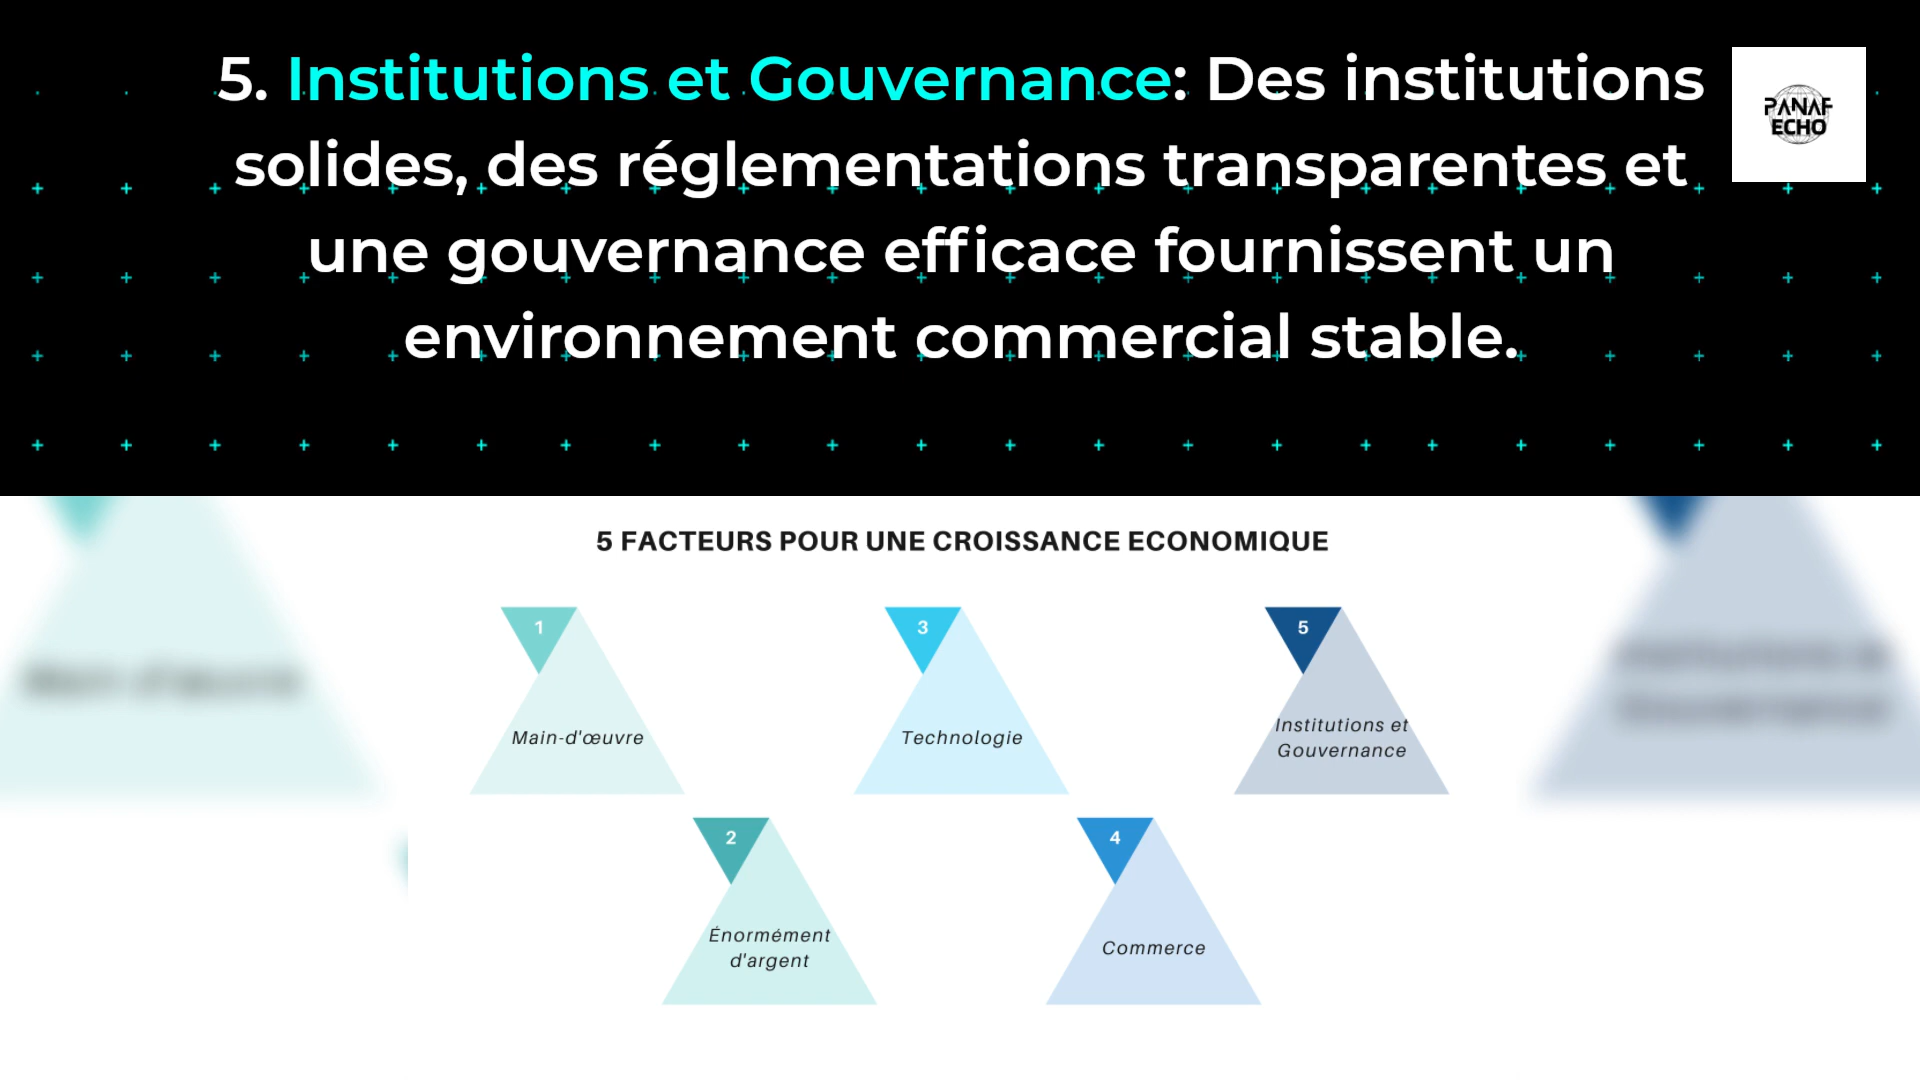 5. Institutions et Gouvernance: Des institutions
solides, des réglementations transparentes et
une gouvernance efficace fournissent un
environnement commercial stable.
PANAF
ECHO
5 FACTEURS POUR UNE CROISSANCE ECONOMIQUE
1
Main-d'œuvre
2
Énormément
d'argent
3
Technologie
4
Commerce
5
Institutions et
Gouvernance